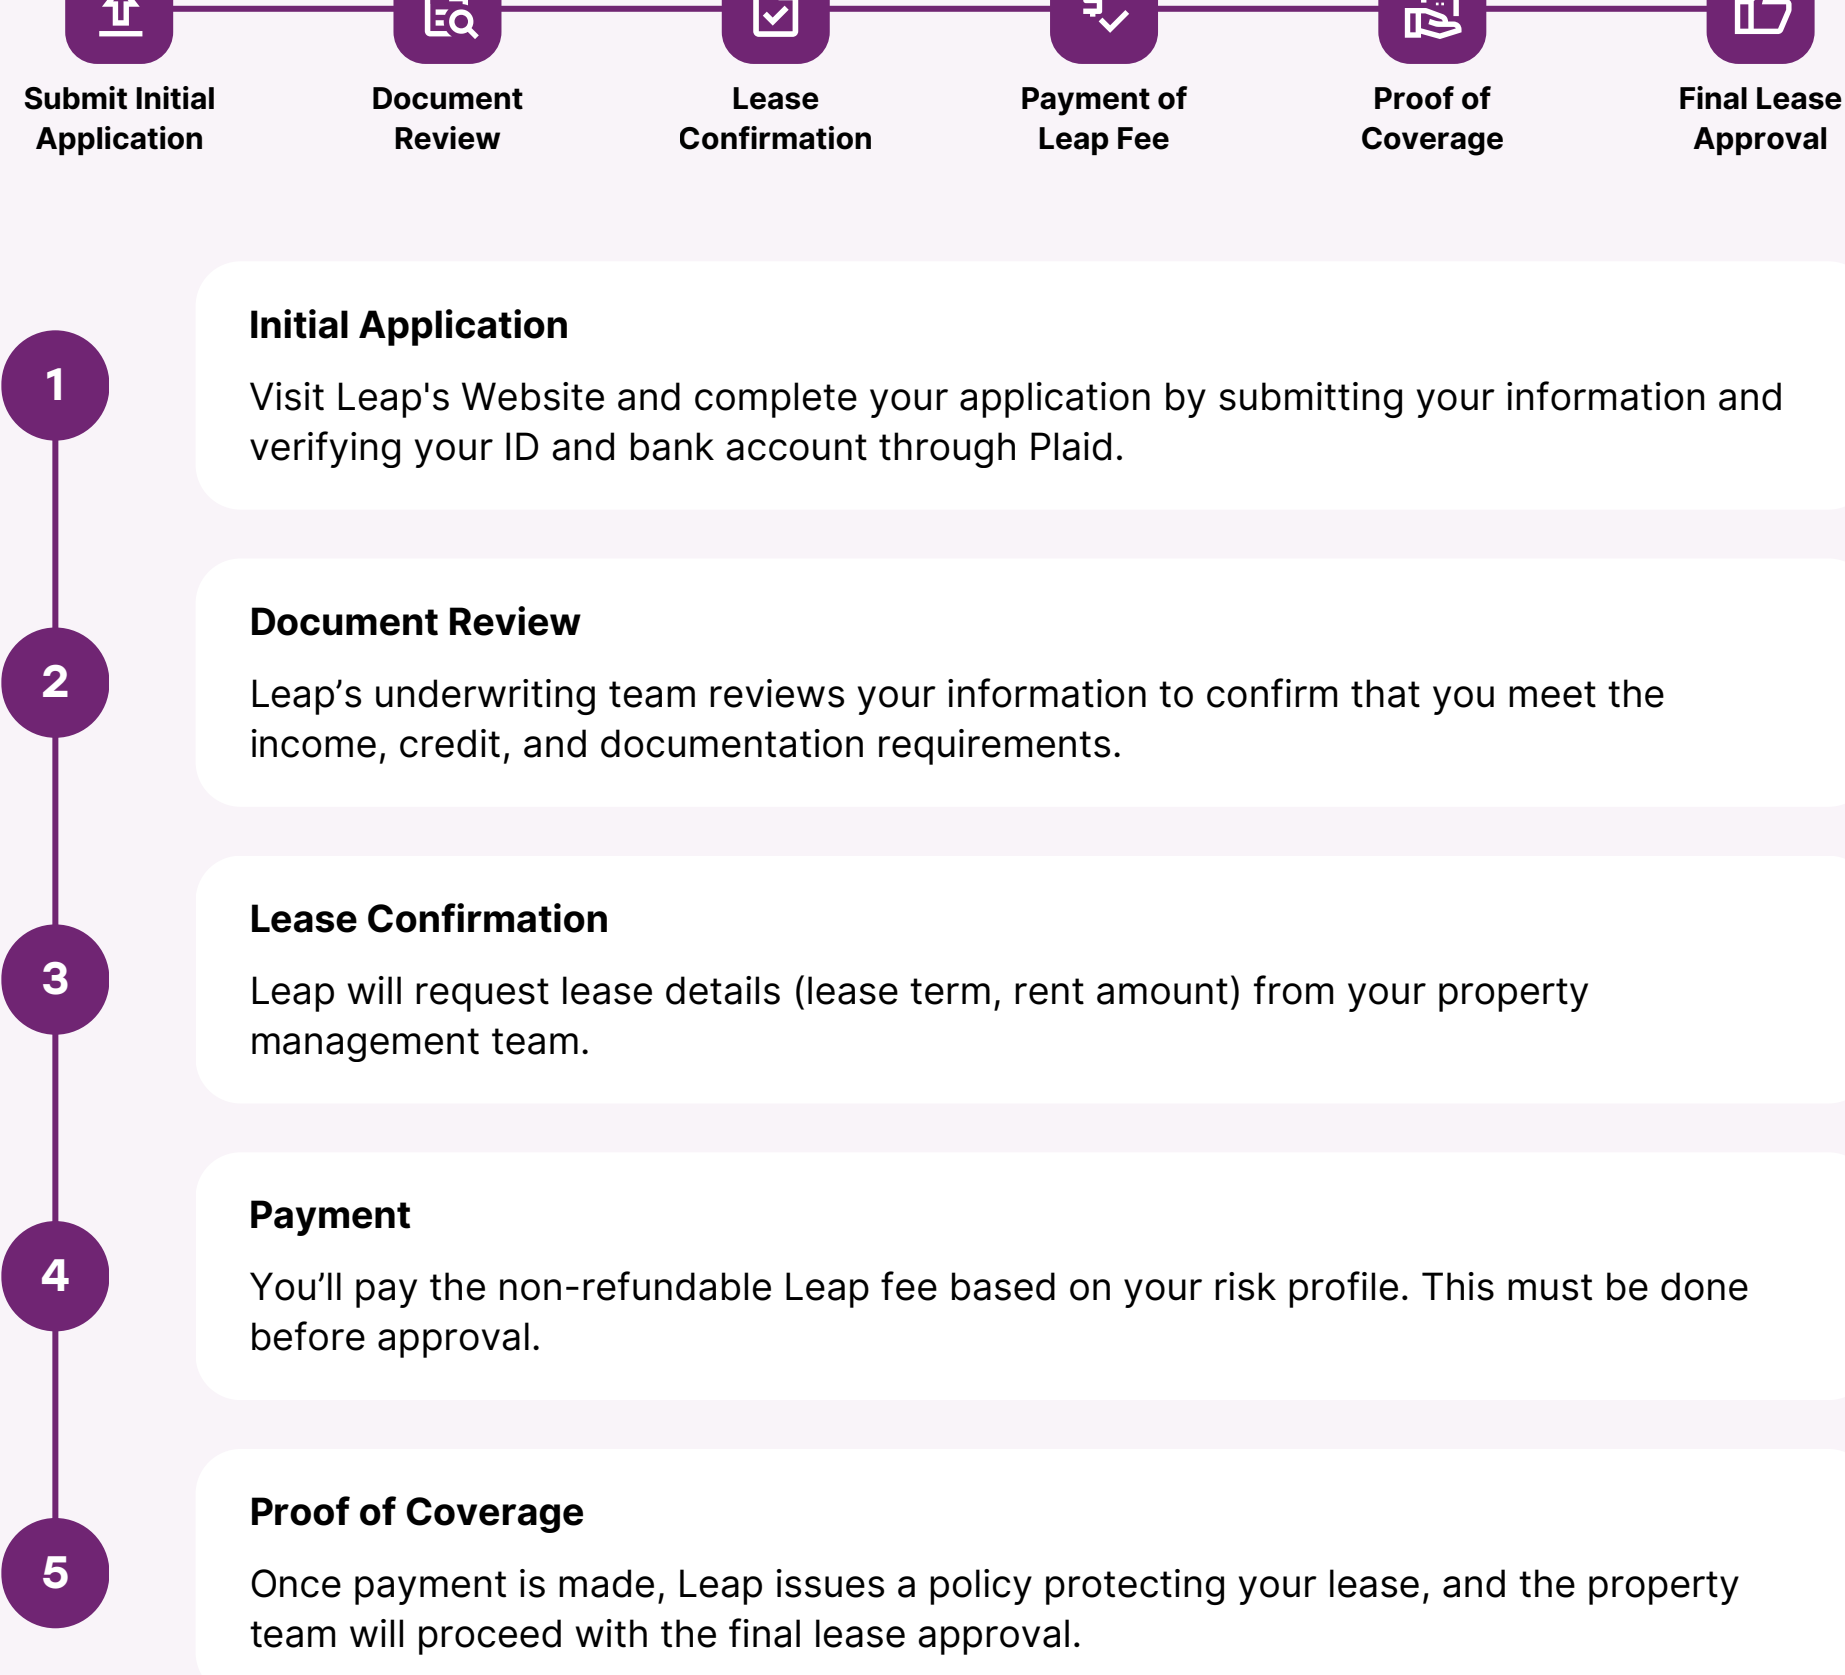 Submit Initial
Application
Document
Review
Lease
Confirmation
Payment of
Leap Fee
Proof of
Coverage
Final Lease
Approval
1
Initial Application
Visit Leap's Website and complete your application by submitting your information and
verifying your ID and bank account through Plaid.
2
Document Review
Leap’s underwriting team reviews your information to confirm that you meet the
income, credit, and documentation requirements.
3
Lease Confirmation
Leap will request lease details (lease term, rent amount) from your property
management team.
4
Payment
You’ll pay the non-refundable Leap fee based on your risk profile. This must be done
before approval.
5
Proof of Coverage
Once payment is made, Leap issues a policy protecting your lease, and the property
team will proceed with the final lease approval.